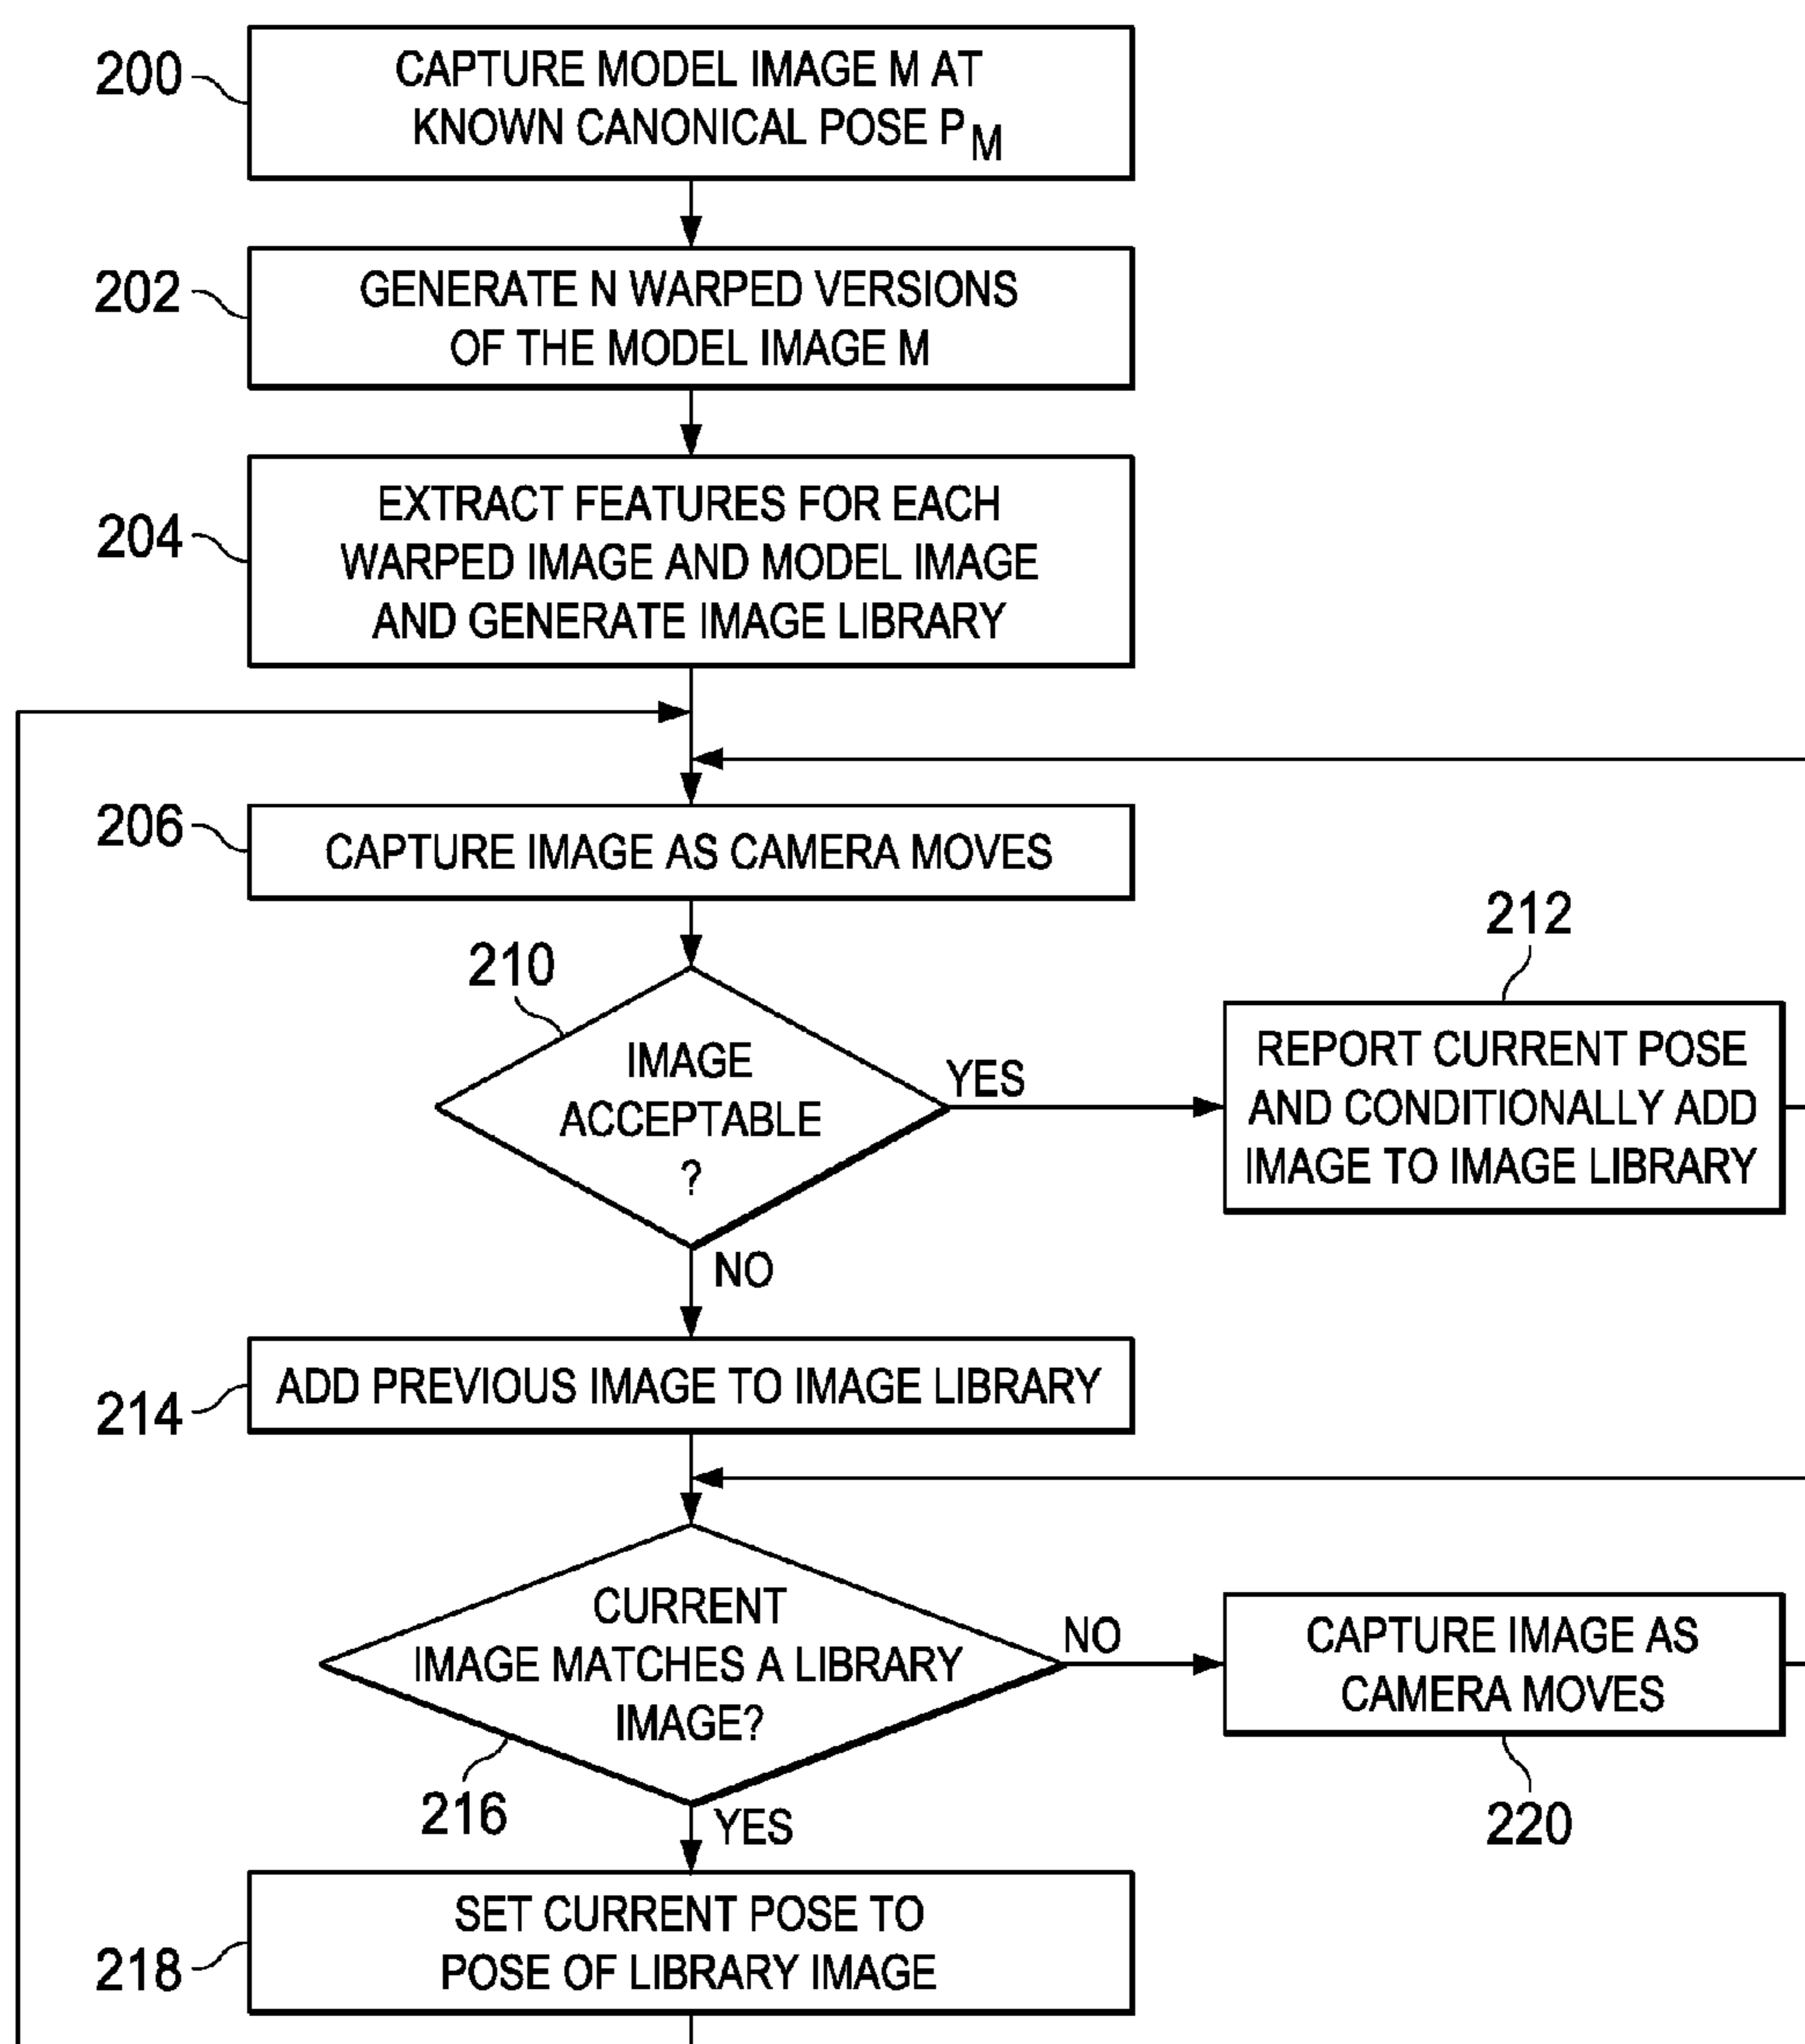 200
CAPTURE MODEL IMAGE M AT
KNOWN CANONICAL POSE PM
202
GENERATE N WARPED VERSIONS
OF THE MODEL IMAGE M
204
EXTRACT FEATURES FOR EACH
WARPED IMAGE AND MODEL IMAGE
AND GENERATE IMAGE LIBRARY
206
CAPTURE IMAGE AS CAMERA MOVES
210
IMAGE
ACCEPTABLE
?
YES
212
REPORT CURRENT POSE
AND CONDITIONALLY ADD
IMAGE TO IMAGE LIBRARY
NO
214
ADD PREVIOUS IMAGE TO IMAGE LIBRARY
CURRENT
IMAGE MATCHES A LIBRARY
IMAGE?
216
NO
CAPTURE IMAGE AS
CAMERA MOVES
220
YES
218
SET CURRENT POSE TO
POSE OF LIBRARY IMAGE